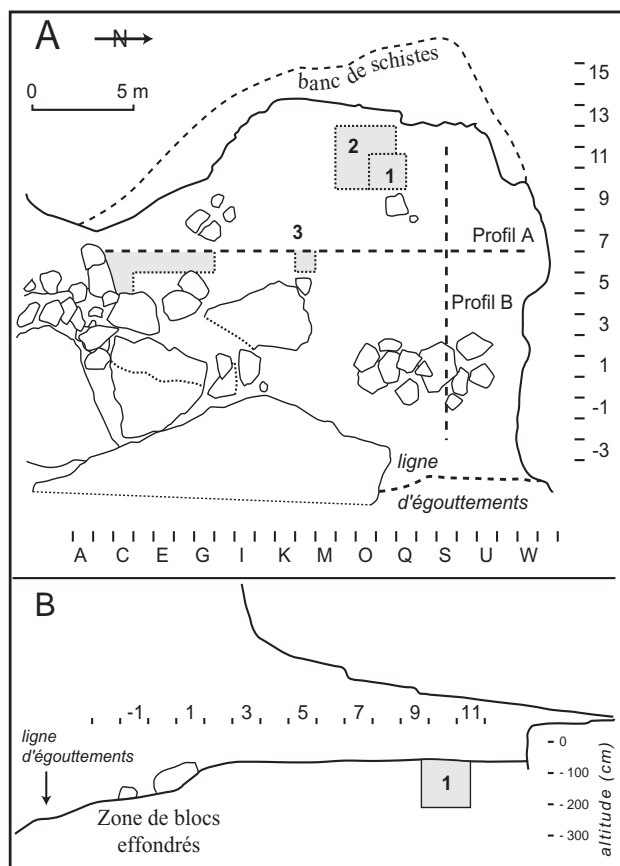 A
N
0
5 m
banc de schistes
15
13
11
9
7
5
3
1
-1
-3
2
1
3
Profil A
Profil B
ligne
d'égouttements
A C E G I K M O Q S U W
B
-1 1 3 5 7 9 11
ligne
d'égouttements
Zone de blocs
effondrés
1
- 0
- 100
- 200
- 300
altitude (cm)